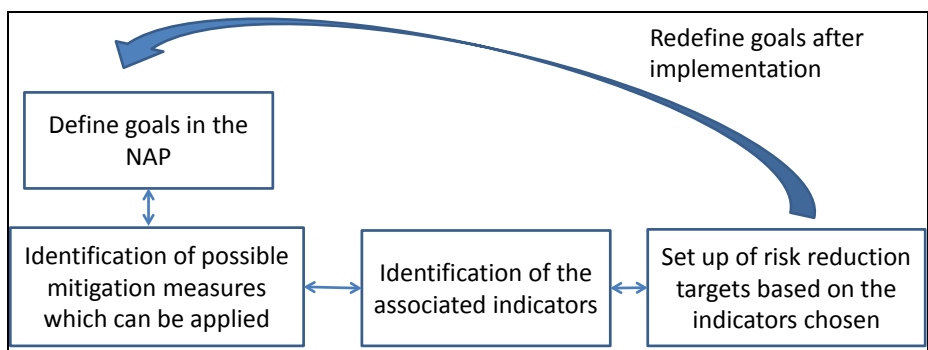 Redefine goals after
implementation
Define goals in the
NAP
Identification of possible
mitigation measures
which can be applied
Identification of the
associated indicators
Set up of risk reduction
targets based on the
indicators chosen